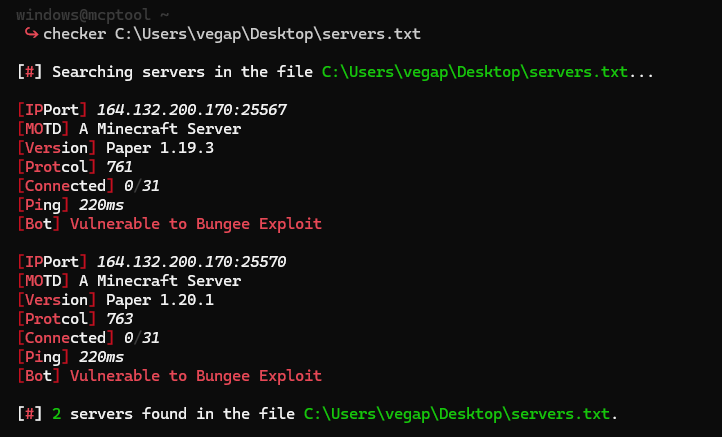 windows@mcptool ~
↪ checker C:\Users\vegap\Desktop\servers.txt
[#] Searching servers in the file C:\Users\vegap\Desktop\servers.txt...
[IPPort] 164.132.200.170:25567
[MOTD] A Minecraft Server
[Version] Paper 1.19.3
[Protcol] 761
[Connected] 0/31
[Ping] 220ms
[Bot] Vulnerable to Bungee Exploit
[IPPort] 164.132.200.170:25570
[MOTD] A Minecraft Server
[Version] Paper 1.20.1
[Protcol] 763
[Connected] 0/31
[Ping] 220ms
[Bot] Vulnerable to Bungee Exploit
[#] 2 servers found in the file C:\Users\vegap\Desktop\servers.txt.